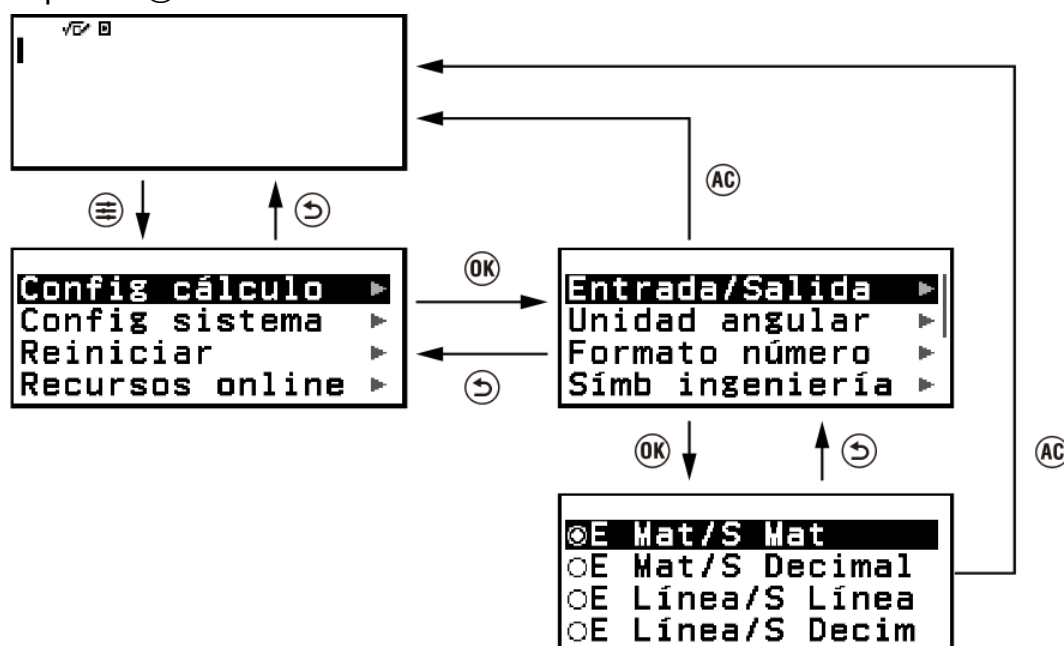 √▱/ D
AC
OK
Config cálculo
Config sistema
Reiniciar
Recursos online
Entrada/Salida
Unidad angular
Formato número
Símb ingeniería
OK
AC
E Mat/S Mat
E Mat/S Decimal
E Línea/S Línea
E Línea/S Decim